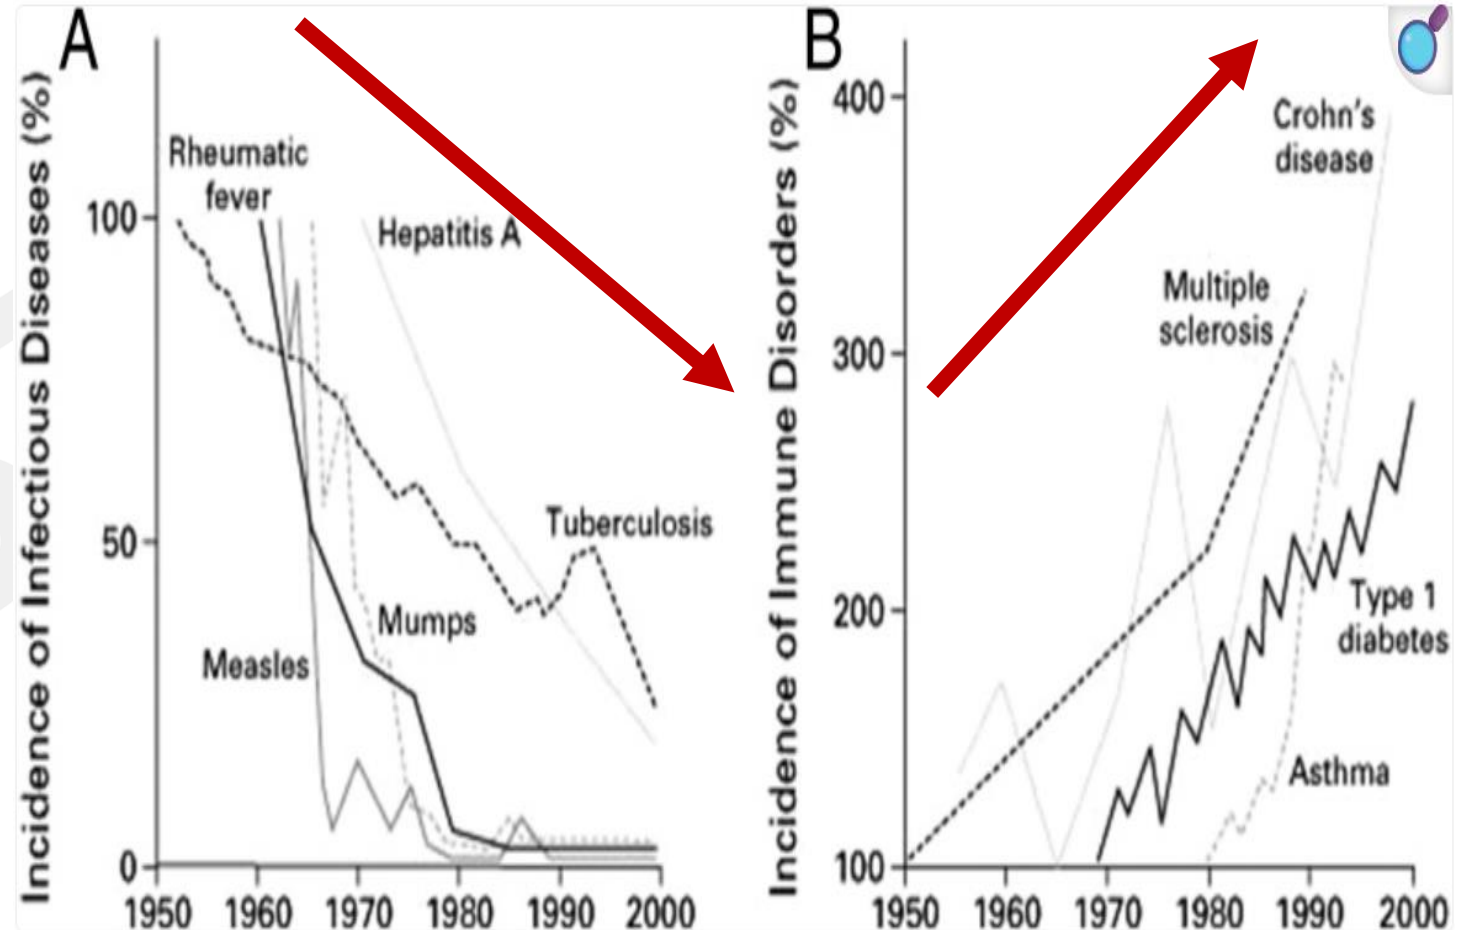 A
Incidence of Infectious Diseases (%)
100
50
0
Rheumatic
fever
Hepatitis A
Tuberculosis
Mumps
Measles
1950 1960 1970 1980 1990 2000
B
Incidence of Immune Disorders (%)
400
300
200
100
Crohn's
disease
Multiple
sclerosis
Type 1
diabetes
Asthma
1950 1960 1970 1980 1990 2000